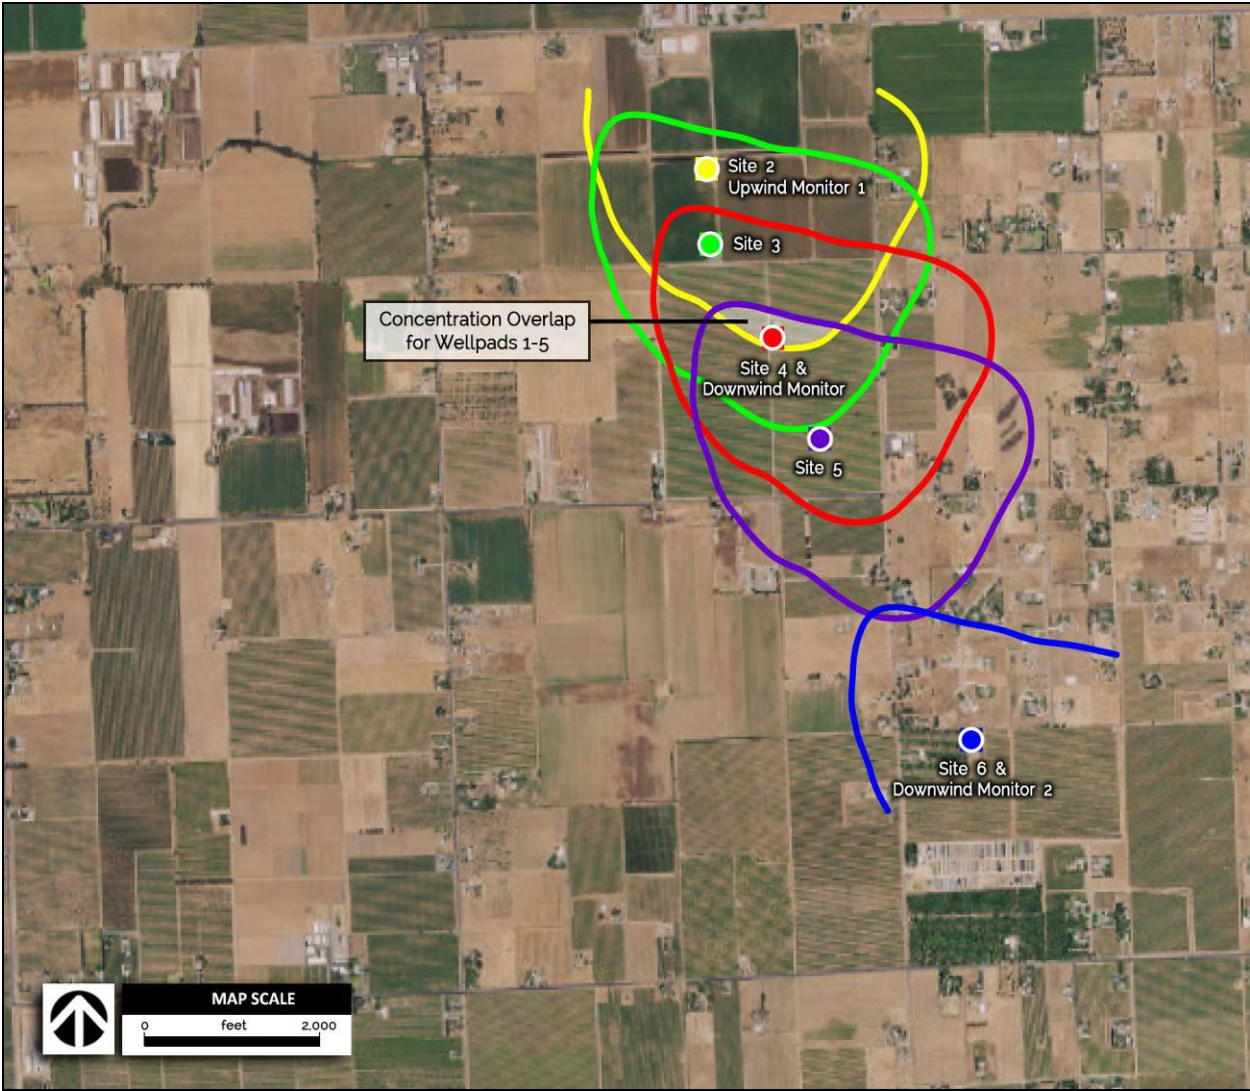 Site 2
Upwind Monitor 1
Site 3
Concentration Overlap
for Wellpads 1-5
Site 4 &
Downwind Monitor
Site 5
Site 6 &
Downwind Monitor 2
MAP SCALE
0 feet 2,000